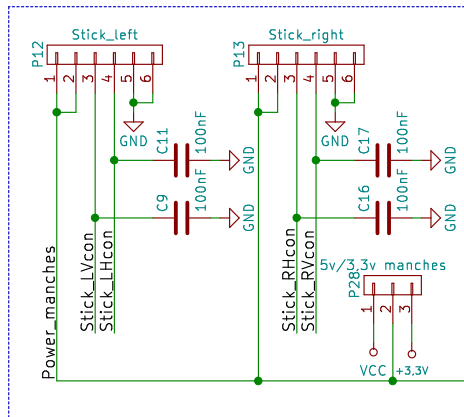 Stick_left
P12
1 2 3 4 5 6
GND
C11
100nF
GND
C9
100nF
GND
Power_manches
Stick_LVcon
Stick_LHcon
Stick_right
P13
1 2 3 4 5 6
GND
C17
100nF
GND
C16
100nF
GND
Stick_RHcon
Stick_RVcon
5v/3,3v manches
P28
1 2 3
VCC
+3,3V